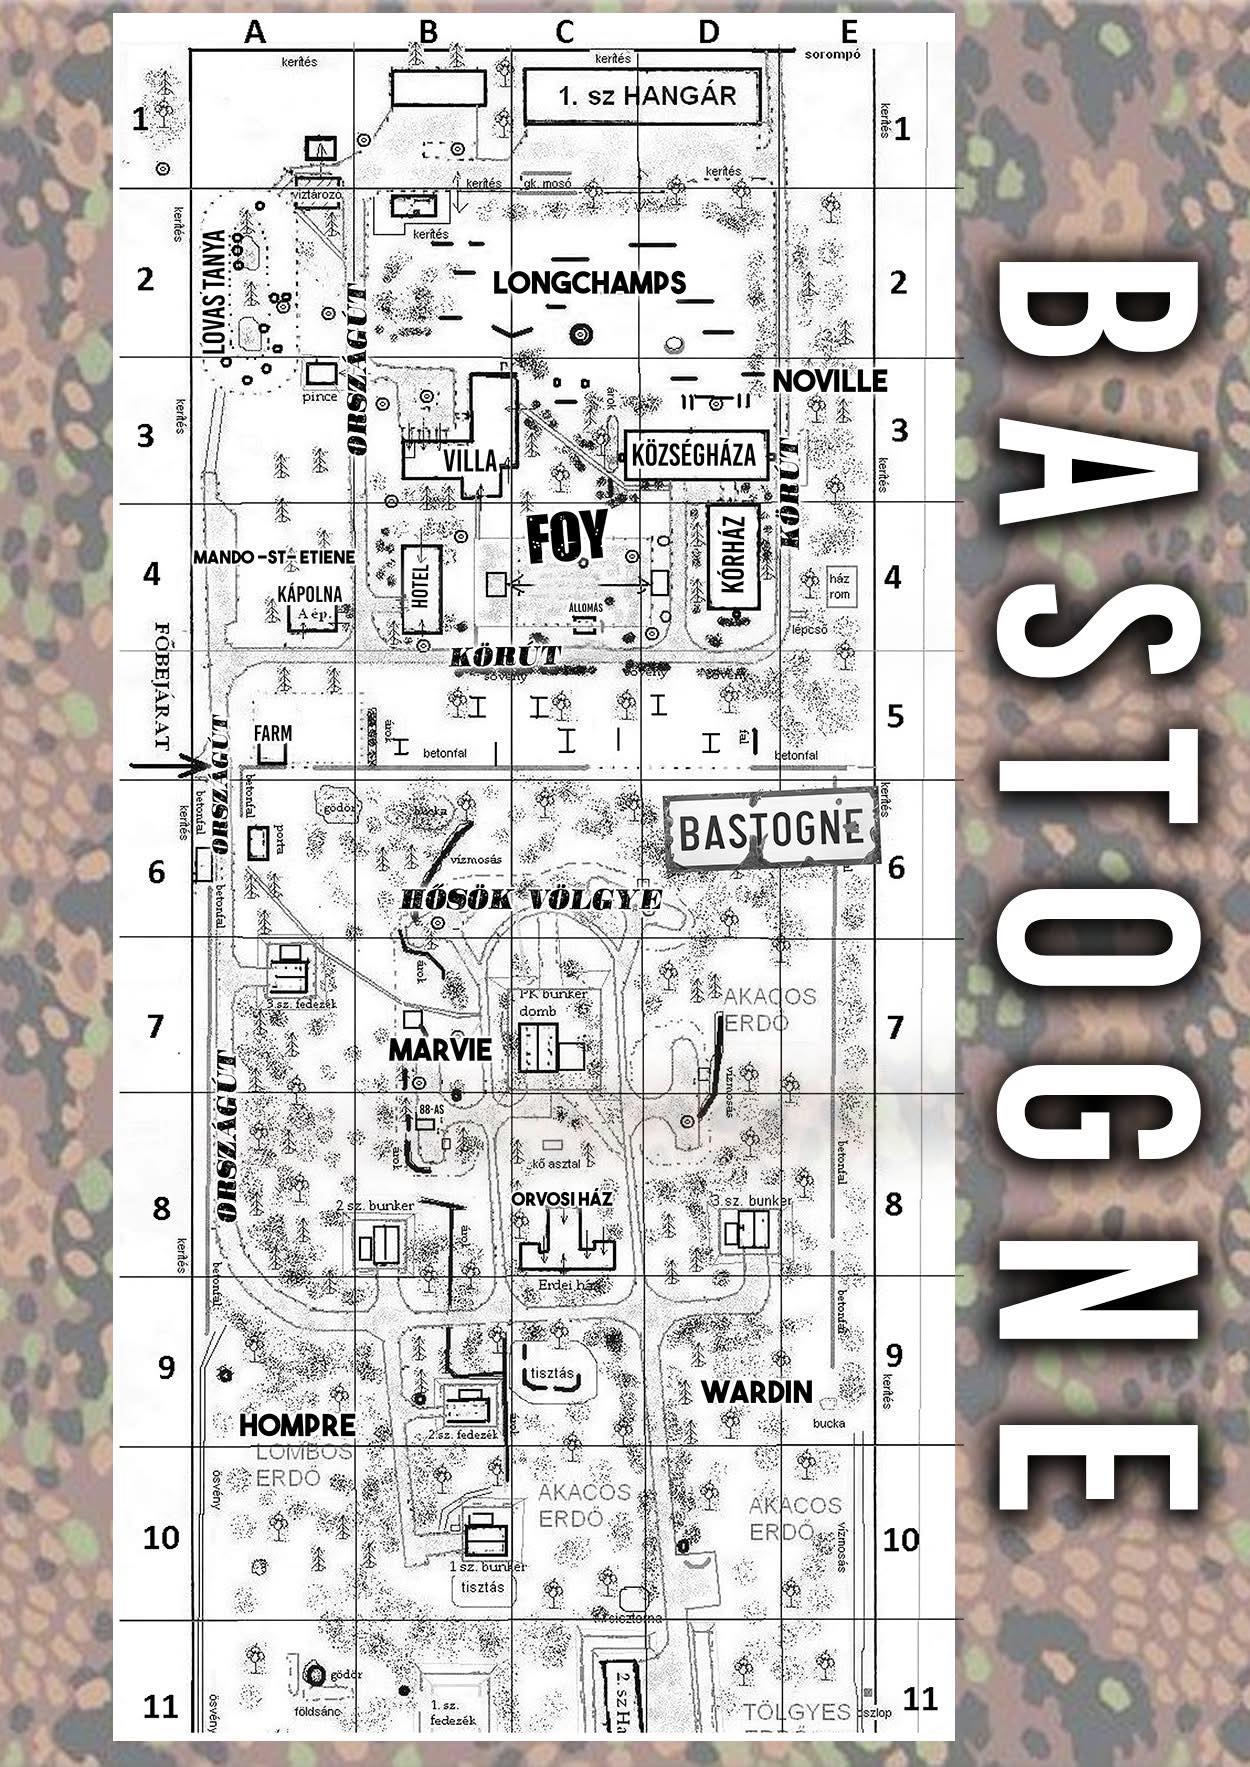 A B C D E
kerítés
kerítés
sorompó
1
1. sz HANGÁR
kerítés
1
víztározó
kerítés
gk. mosó
kerítés
kerítés
kerítés
2
LOVAS TANYA
ORSZÁGÚT
LONGCHAMPS
2
pince
NOVILLE
kerítés
3
VILLA
árok
KÖZSÉGHÁZA
KÖRÚT
3
kerítés
MANDO-ST-ETIENE
FOY
KÓRHÁZ
4
KÁPOLNA
A ép.
HOTEL
ÁLLOMÁS
ház
rom
4
lépcső
FŐBEJÁRAT
KÖRÚT
sövény
sövény
sövény
5
FARM
árok
betonfal
fal
betonfal
ORSZÁGÚT
betonfal
betonfal
kerítés
gödör
bucka
BASTOGNE
kerítés
porta
6
vízmosás
6
betonfal
HŐSÖK VÖLGYE
betonfal
árok
3.sz. fedezék
PK bunker
domb
AKÁCOS
ERDŐ
7
MARVIE
7
ORSZÁGÚT
vízmosás
88-AS
árok
kő asztal
betonfal
8
2 sz. bunker
ORVOSI HÁZ
3.sz. bunker
8
árok
kerítés
betonfal
Erdei ház
betonfal
9
tisztás
WARDIN
9
kerítés
HOMPRE
2.sz. fedezék
árok
bucka
LOMBOS
ERDŐ
ösvény
AKÁCOS
ERDŐ
AKÁCOS
ERDŐ
vízmosás
10
1 sz. bunker
tisztás
10
ciszterna
gödör
földsánc
ösvény
11
1. sz.
fedezék
2. sz Ha
TÖLGYES
oszlop
11
BASTOGNE